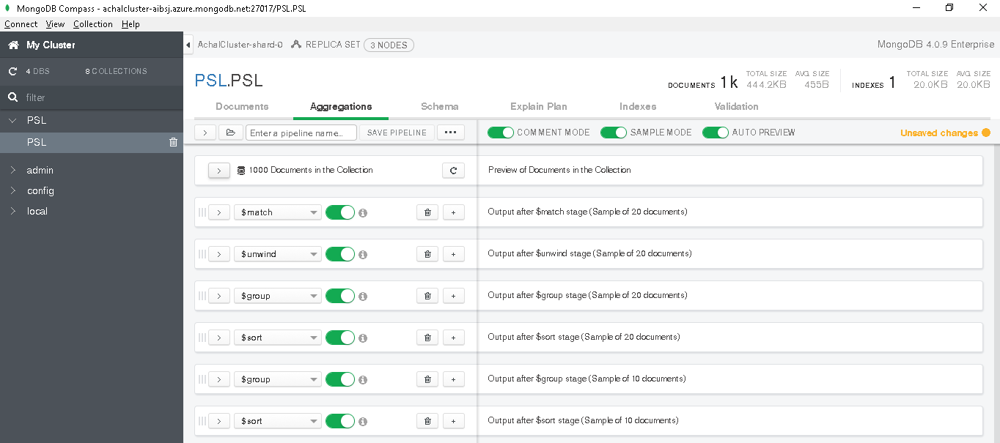 MongoDB Compass - achalcluster-aibsj.azure.mongodb.net:27017/PSL.PSL
Connect View Collection Help
My Cluster
AchalCluster-shard-0 REPLICA SET 3 NODES MongoDB 4.0.9 Enterprise
4 DBS 8 COLLECTIONS
filter
PSL
PSL
admin
config
local
PSL.PSL
DOCUMENTS 1k TOTAL SIZE 444.2KB AVG. SIZE 455B INDEXES 1 TOTAL SIZE 20.0KB AVG. SIZE 20.0KB
Documents Aggregations Schema Explain Plan Indexes Validation
Enter a pipeline name... SAVE PIPELINE ... COMMENT MODE SAMPLE MODE AUTO PREVIEW Unsaved changes
1000 Documents in the Collection Preview of Documents in the Collection
$match Output after $match stage (Sample of 20 documents)
$unwind Output after $unwind stage (Sample of 20 documents)
$group Output after $group stage (Sample of 20 documents)
$sort Output after $sort stage (Sample of 20 documents)
$group Output after $group stage (Sample of 10 documents)
$sort Output after $sort stage (Sample of 10 documents)